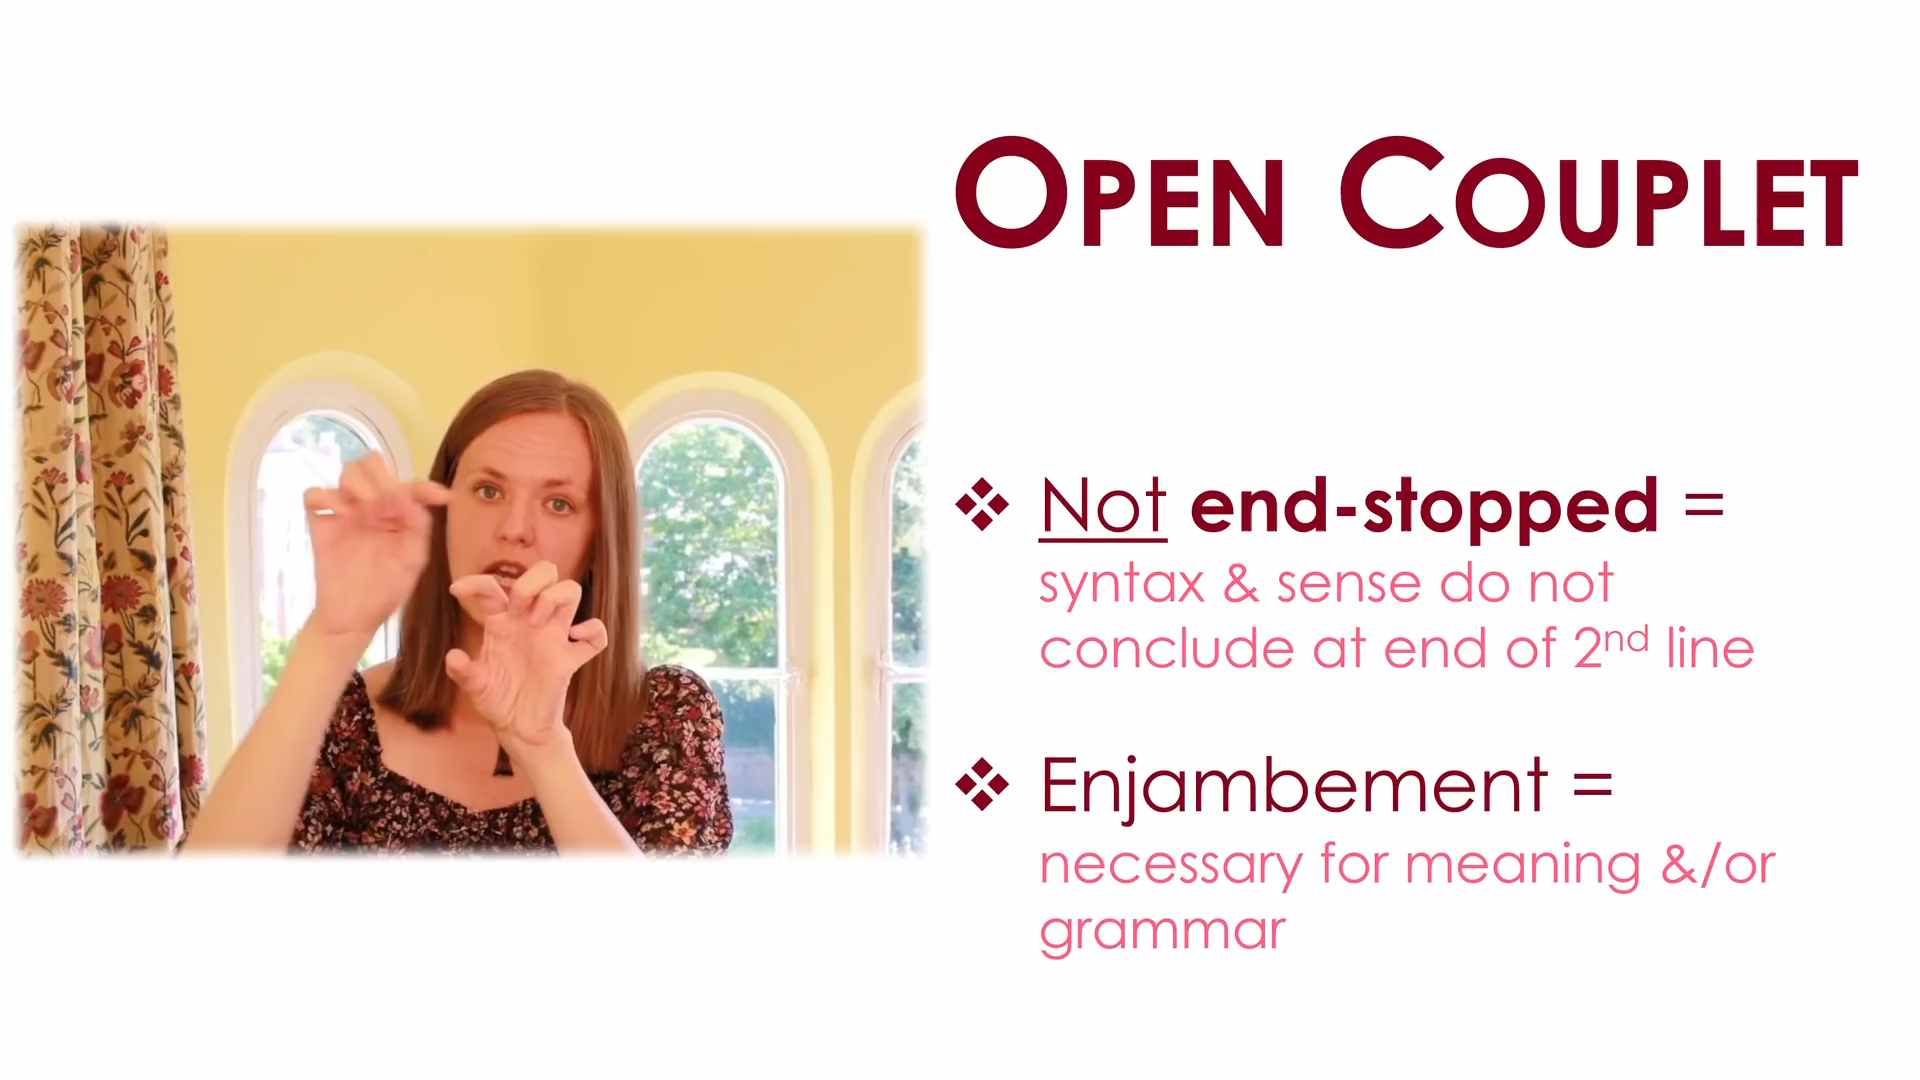 OPEN COUPLET
❖ Not end-stopped =
syntax & sense do not
conclude at end of 2nd line
❖ Enjambement =
necessary for meaning &/or
grammar